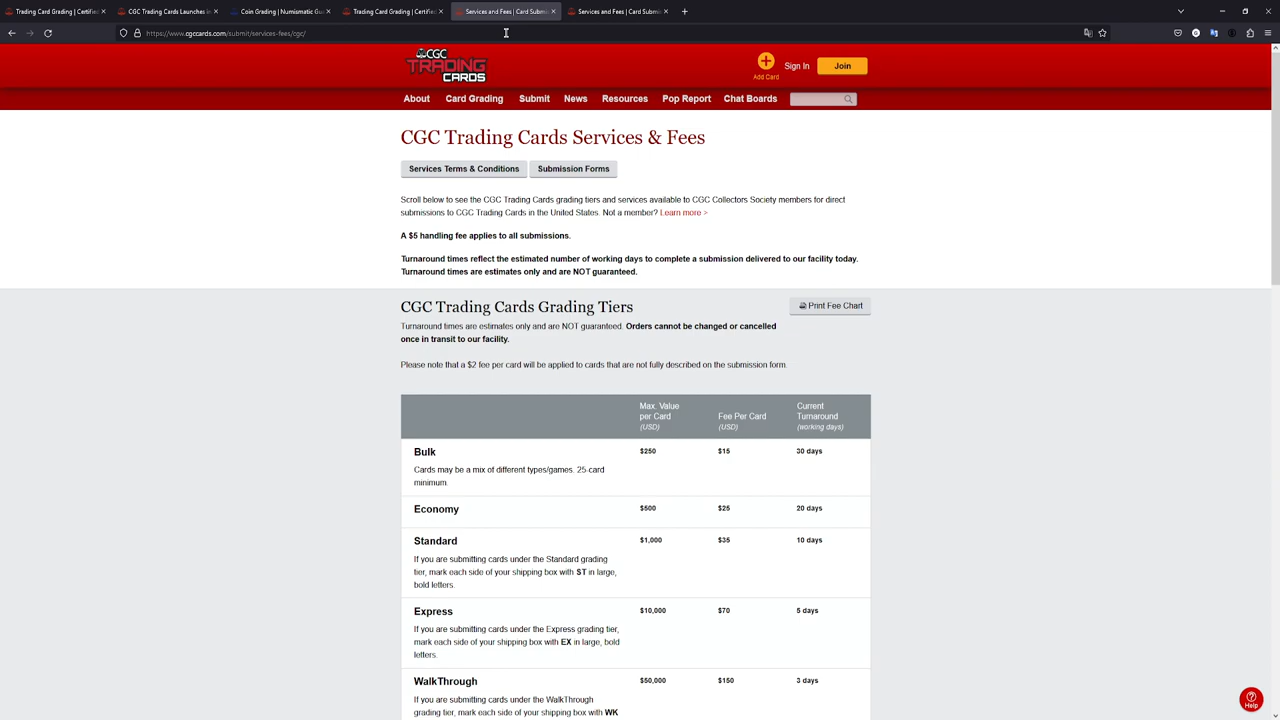 Trading Card Grading | Certified
CGC Trading Cards Launches in
Coin Grading | Numismatic Gua
Trading Card Grading | Certified
Services and Fees | Card Submi
Services and Fees | Card Submi
https://www.cgccards.com/submit/services-fees/cgc/
CGC
TRADING
CARDS
Add Card
Sign In
Join
About Card Grading Submit News Resources Pop Report Chat Boards
CGC Trading Cards Services & Fees
Services Terms & Conditions
Submission Forms
Scroll below to see the CGC Trading Cards grading tiers and services available to CGC Collectors Society members for direct
submissions to CGC Trading Cards in the United States. Not a member? Learn more >
A $5 handling fee applies to all submissions.
Turnaround times reflect the estimated number of working days to complete a submission delivered to our facility today.
Turnaround times are estimates only and are NOT guaranteed.
CGC Trading Cards Grading Tiers
Print Fee Chart
Turnaround times are estimates only and are NOT guaranteed. Orders cannot be changed or cancelled
once in transit to our facility.
Please note that a $2 fee per card will be applied to cards that are not fully described on the submission form.
Max. Value
per Card
(USD)
Fee Per Card
(USD)
Current
Turnaround
(working days)
Bulk $250 $15 30 days
Cards may be a mix of different types/games. 25-card
minimum.
Economy $500 $25 20 days
Standard $1,000 $35 10 days
If you are submitting cards under the Standard grading
tier, mark each side of your shipping box with ST in large,
bold letters.
Express $10,000 $70 5 days
If you are submitting cards under the Express grading tier,
mark each side of your shipping box with EX in large, bold
letters.
WalkThrough $50,000 $150 3 days
If you are submitting cards under the WalkThrough
grading tier, mark each side of your shipping box with WK
Help